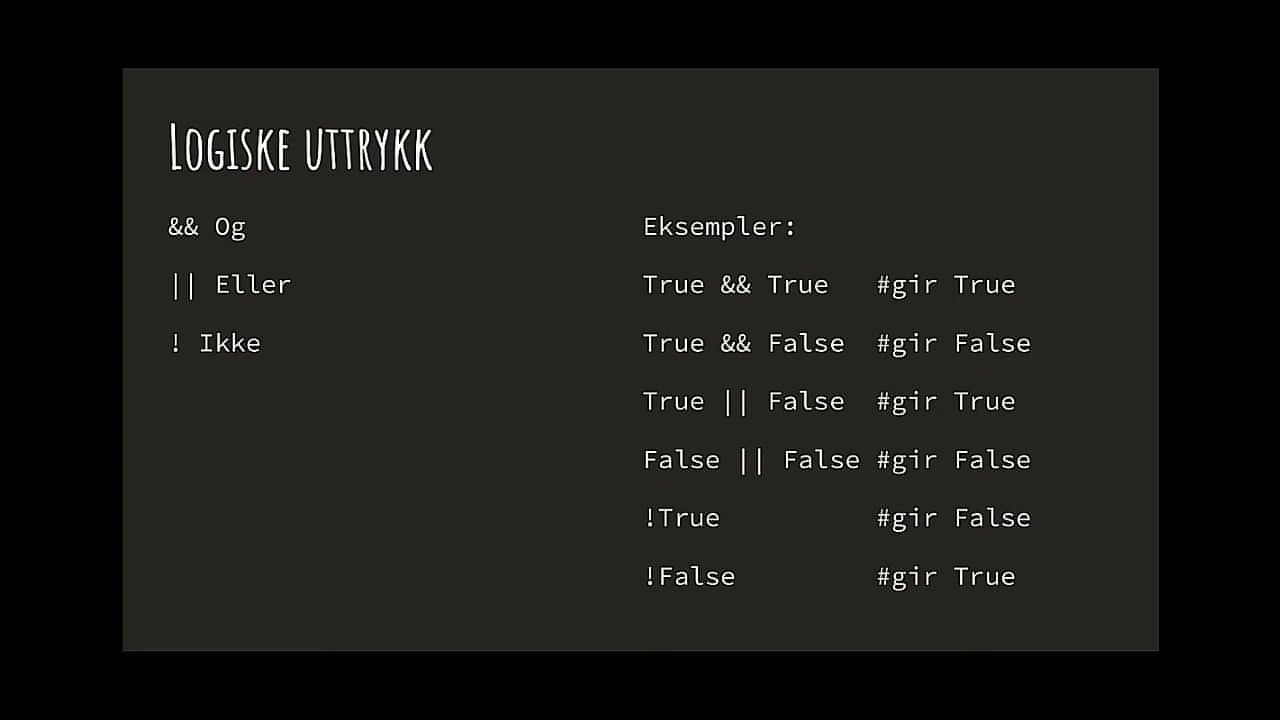 Logiske uttrykk
&& Og
|| Eller
! Ikke
Eksempler:
True && True #gir True
True && False #gir False
True || False #gir True
False || False #gir False
!True #gir False
!False #gir True